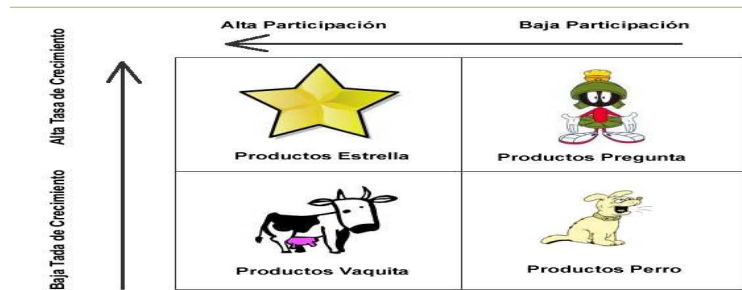 Alta Participación
Baja Participación
Alta Tasa de Crecimiento
Productos Estrella
Productos Pregunta
Baja Tada de Crecimiento
Productos Vaquita
Productos Perro